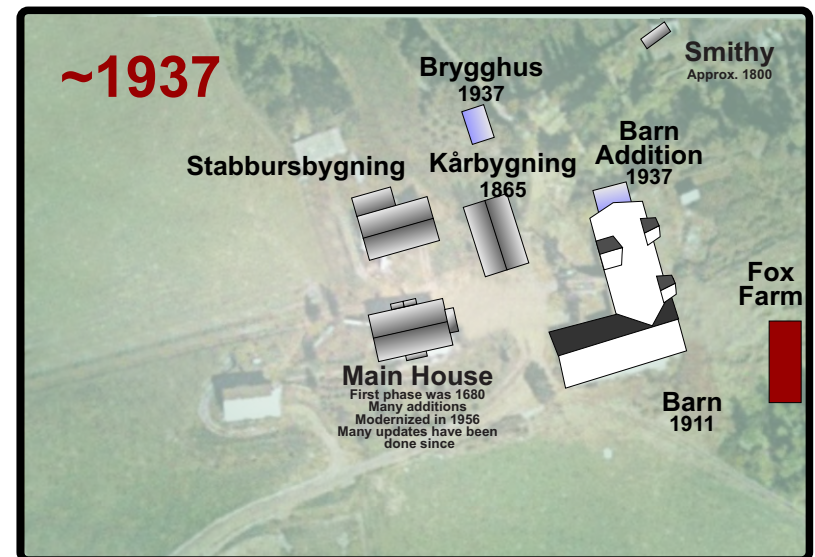 ~1937
Smithy
Approx. 1800
Brygghus
1937
Barn
Addition
1937
Stabbursbygning
Kårbygning
1865
Fox
Farm
Main House
First phase was 1680
Many additions
Modernized in 1956
Many updates have been
done since
Barn
1911